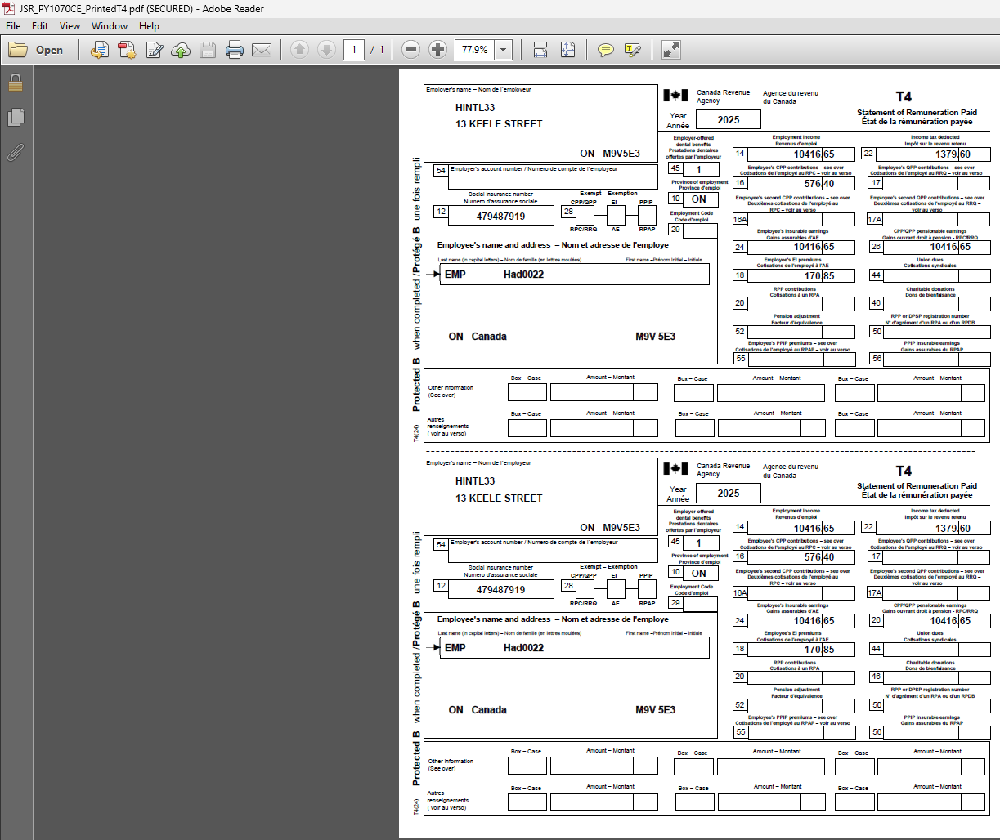 JSR_PY1070CE_PrintedT4.pdf (SECURED) - Adobe Reader
File Edit View Window Help
Open 1 / 1 77.9%
Employer's name – Nom de l'employeur
HINTL33
13 KEELE STREET
ON M9V5E3
Canada Revenue Agency
Agence du revenu du Canada
T4
Year
Année
2025
Statement of Remuneration Paid
État de la rémunération payée
54 Employer's account number / Numéro de compte de l'employeur
Social insurance number
Numéro d'assurance sociale
12 479487919
Exempt – Exemption
CPP/QPP EI PPIP
28
RPC/RRQ AE RPAP
Employer-offered
dental benefits
Prestations dentaires
offertes par l'employeur
45 1
Province of employment
Province d'emploi
10 ON
Employment Code
Code d'emploi
29
Employment income
Revenus d'emploi
14 10416.65
Income tax deducted
Impôt sur le revenu retenu
22 1379.60
Employee's CPP contributions – see over
Cotisations de l'employé au RPC – voir au verso
16 576.40
Employee's QPP contributions – see over
Cotisations de l'employé au RRQ – voir au verso
17
Employee's second CPP contributions – see over
Deuxièmes cotisations de l'employé au
RPC – voir au verso
16A
Employee's second QPP contributions – see over
Deuxièmes cotisations de l'employé au RRQ –
voir au verso
17A
Employee's Insurable earnings
Gains assurables d'AE
24 10416.65
CPP/QPP pensionable earnings
Gains ouvrant droit à pension - RPC/RRQ
26 10416.65
Employee's EI premiums
Cotisations de l'employé à l'AE
18 170.85
Union dues
Cotisations syndicales
44
RPP contributions
Cotisations à un RPA
20
Charitable donations
Dons de bienfaisance
46
Pension adjustment
Facteur d'équivalence
52
RPP or DPSP registration number
N° d'agrément d'un RPA ou d'un RPDB
50
Employee's PPIP premiums – see over
Cotisations de l'employé au RPAP – voir au verso
55
PPIP insurable earnings
Gains assurables du RPAP
56
Employee's name and address – Nom et adresse de l'employe
Last name (in capital letters) – Nom de famille (en lettres moulées) First name –Prénom Initial – Initiale
EMP Had0022
ON Canada M9V 5E3
Protected B when completed / Protégé B une fois rempli
T4(24)
Other information
(See over)
Box – Case Amount – Montant Box – Case Amount – Montant Box – Case Amount – Montant
Autres
renseignements
( voir au verso)
Box – Case Amount – Montant Box – Case Amount – Montant Box – Case Amount – Montant
Employer's name – Nom de l'employeur
HINTL33
13 KEELE STREET
ON M9V5E3
Canada Revenue Agency
Agence du revenu du Canada
T4
Year
Année
2025
Statement of Remuneration Paid
État de la rémunération payée
54 Employer's account number / Numéro de compte de l'employeur
Social insurance number
Numéro d'assurance sociale
12 479487919
Exempt – Exemption
CPP/QPP EI PPIP
28
RPC/RRQ AE RPAP
Employer-offered
dental benefits
Prestations dentaires
offertes par l'employeur
45 1
Province of employment
Province d'emploi
10 ON
Employment Code
Code d'emploi
29
Employment income
Revenus d'emploi
14 10416.65
Income tax deducted
Impôt sur le revenu retenu
22 1379.60
Employee's CPP contributions – see over
Cotisations de l'employé au RPC – voir au verso
16 576.40
Employee's QPP contributions – see over
Cotisations de l'employé au RRQ – voir au verso
17
Employee's second CPP contributions – see over
Deuxièmes cotisations de l'employé au
RPC – voir au verso
16A
Employee's second QPP contributions – see over
Deuxièmes cotisations de l'employé au RRQ –
voir au verso
17A
Employee's Insurable earnings
Gains assurables d'AE
24 10416.65
CPP/QPP pensionable earnings
Gains ouvrant droit à pension - RPC/RRQ
26 10416.65
Employee's EI premiums
Cotisations de l'employé à l'AE
18 170.85
Union dues
Cotisations syndicales
44
RPP contributions
Cotisations à un RPA
20
Charitable donations
Dons de bienfaisance
46
Pension adjustment
Facteur d'équivalence
52
RPP or DPSP registration number
N° d'agrément d'un RPA ou d'un RPDB
50
Employee's PPIP premiums – see over
Cotisations de l'employé au RPAP – voir au verso
55
PPIP insurable earnings
Gains assurables du RPAP
56
Employee's name and address – Nom et adresse de l'employe
Last name (in capital letters) – Nom de famille (en lettres moulées) First name –Prénom Initial – Initiale
EMP Had0022
ON Canada M9V 5E3
Protected B when completed / Protégé B une fois rempli
T4(24)
Other information
(See over)
Box – Case Amount – Montant Box – Case Amount – Montant Box – Case Amount – Montant
Autres
renseignements
( voir au verso)
Box – Case Amount – Montant Box – Case Amount – Montant Box – Case Amount – Montant